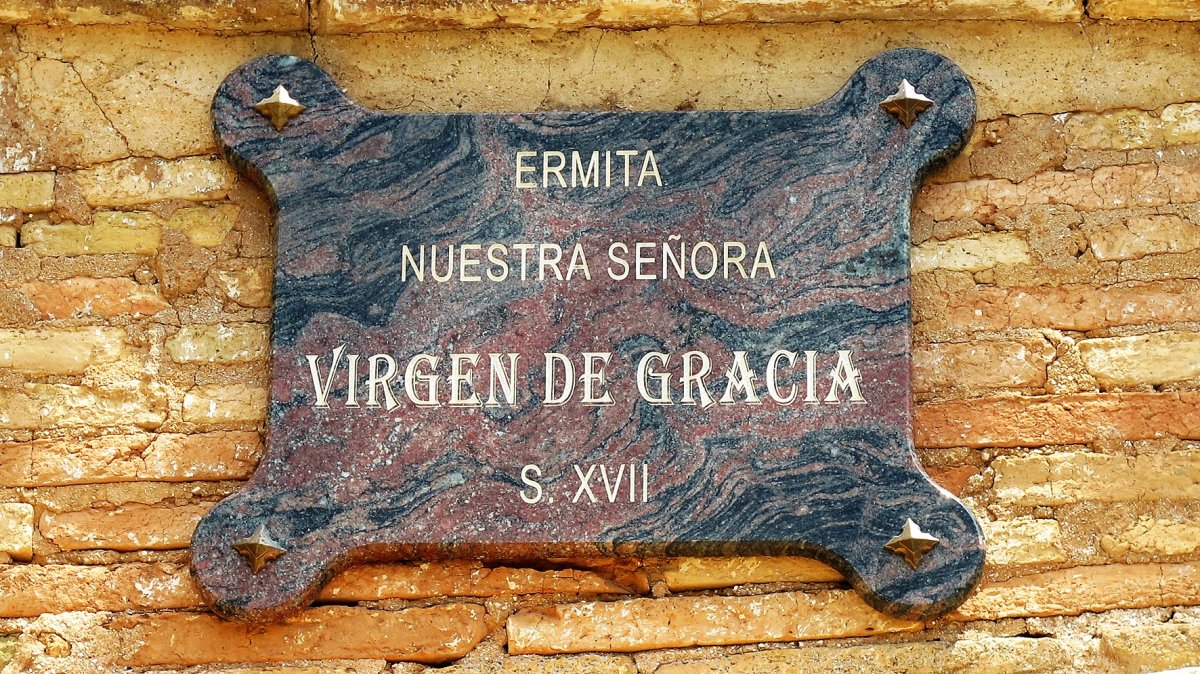 ERMITA
NUESTRA SEÑORA
VIRGEN DE GRACIA
S. XVII